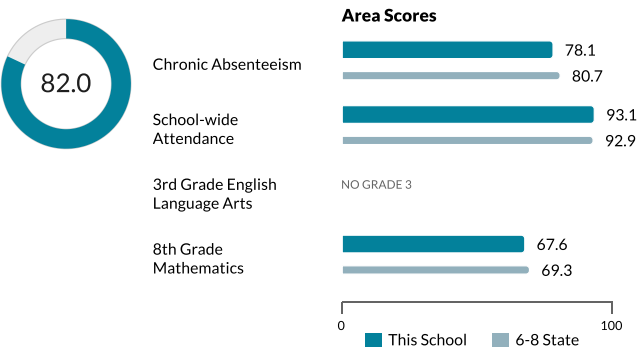 Area Scores
82.0
Chronic Absenteeism
78.1
80.7
School-wide
Attendance
93.1
92.9
3rd Grade English
Language Arts
NO GRADE 3
8th Grade
Mathematics
67.6
69.3
0
100
This School
6-8 State